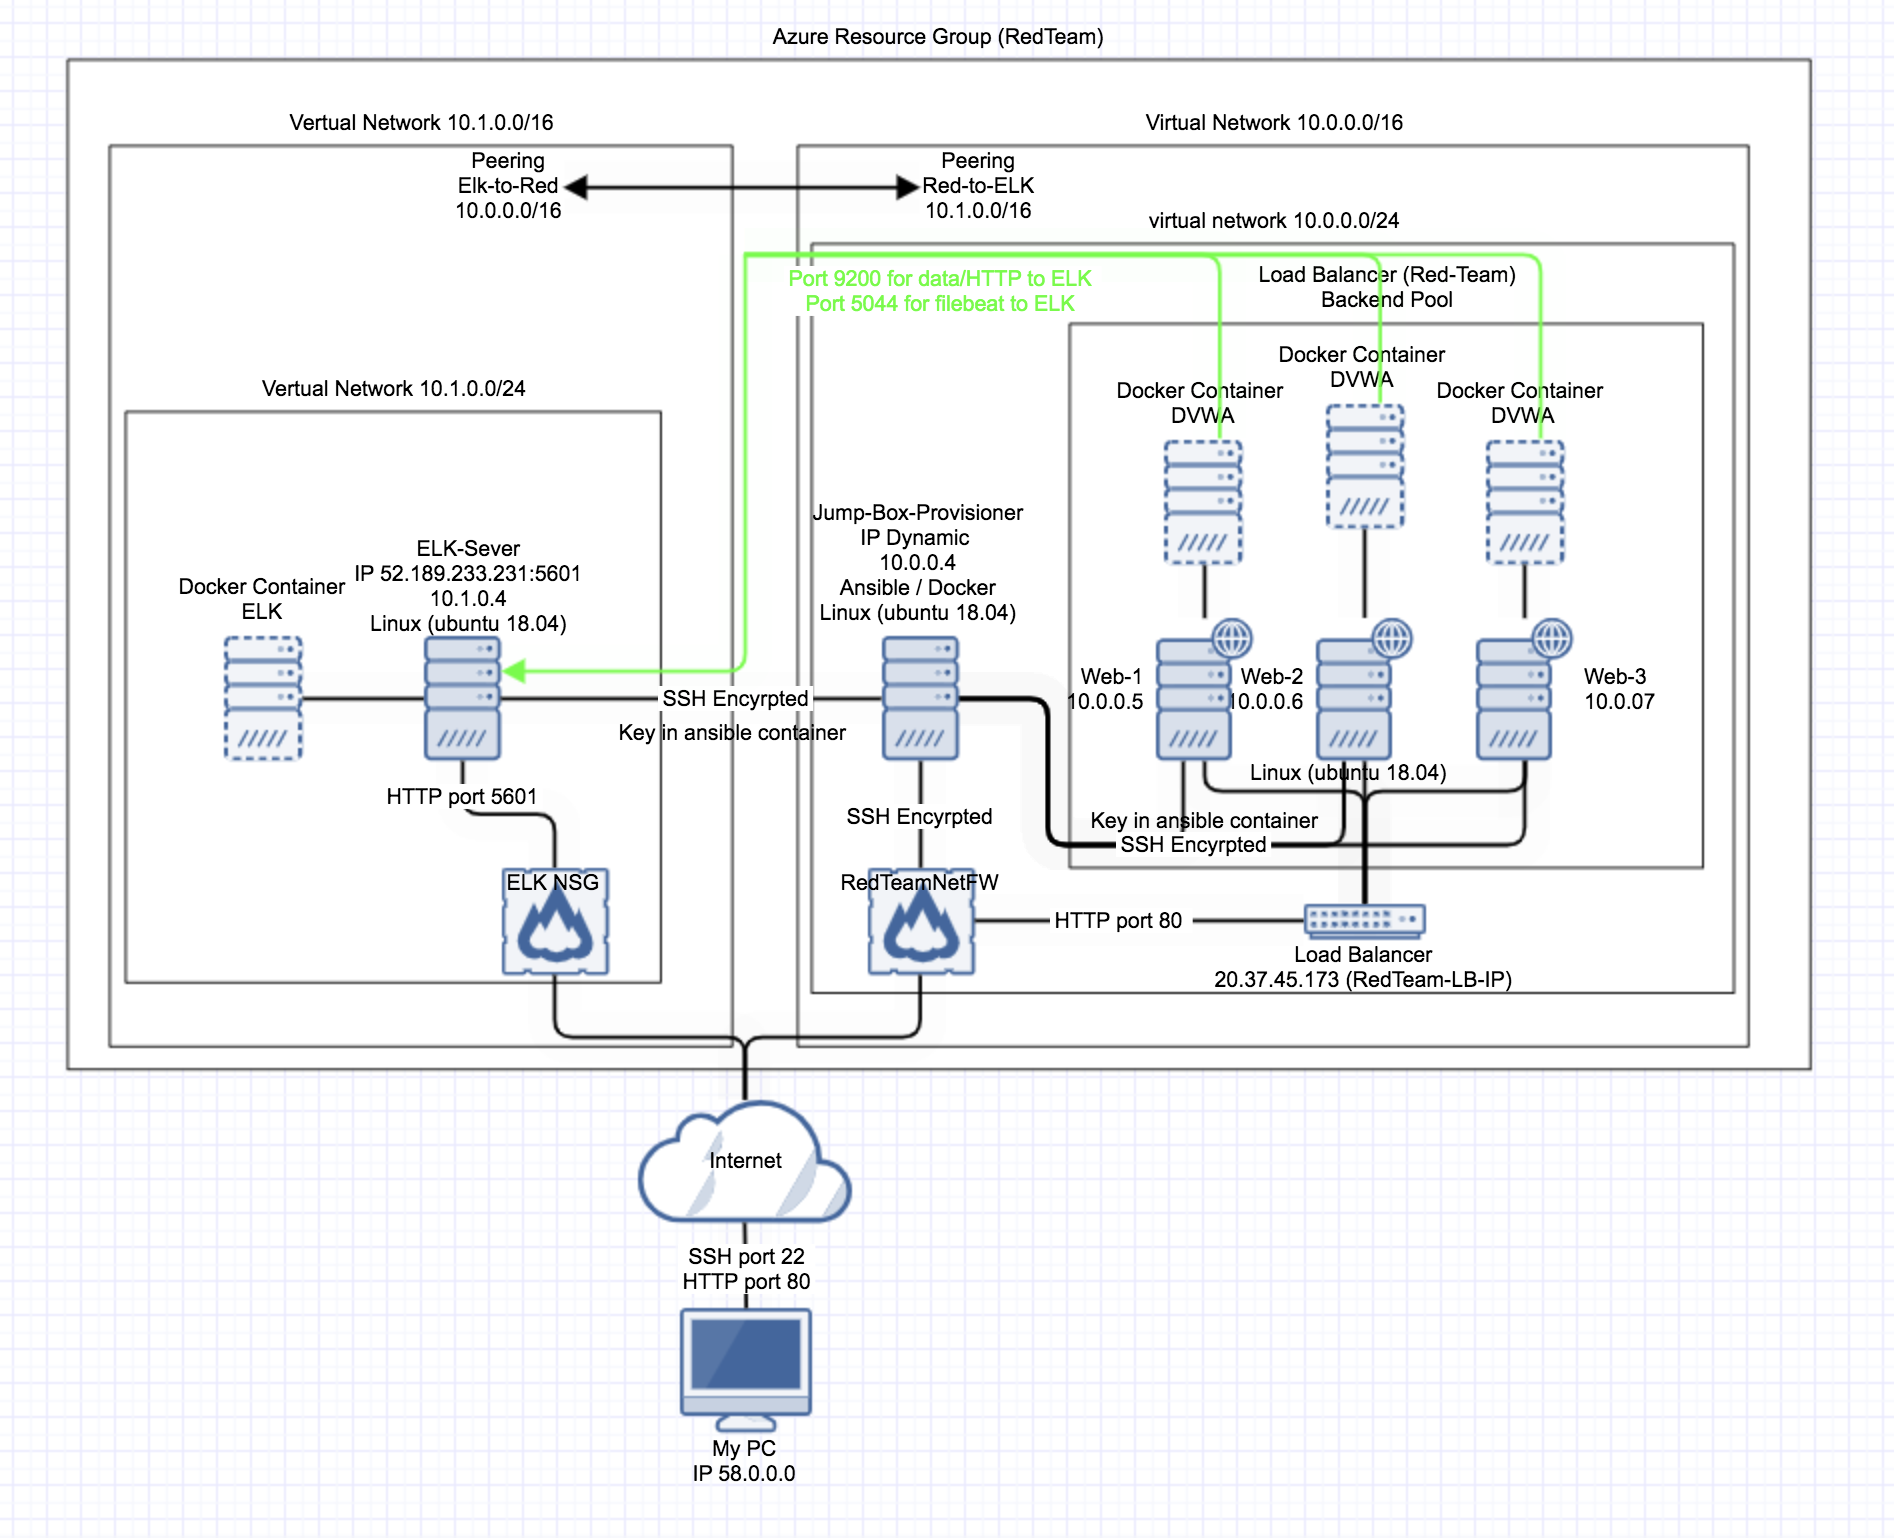 Azure Resource Group (RedTeam)
Vertual Network 10.1.0.0/16
Virtual Network 10.0.0.0/16
Peering
Elk-to-Red
10.0.0.0/16
Peering
Red-to-ELK
10.1.0.0/16
virtual network 10.0.0.0/24
Port 9200 for data/HTTP to ELK
Port 5044 for filebeat to ELK
Load Balancer (Red-Team)
Backend Pool
Docker Container
DVWA
Docker Container
DVWA
Docker Container
DVWA
Vertual Network 10.1.0.0/24
Docker Container
ELK
ELK-Sever
IP 52.189.233.231:5601
10.1.0.4
Linux (ubuntu 18.04)
Jump-Box-Provisioner
IP Dynamic
10.0.0.4
Ansible / Docker
Linux (ubuntu 18.04)
Web-1
10.0.0.5
Web-2
10.0.0.6
Web-3
10.0.07
SSH Encyrpted
Key in ansible container
Linux (ubuntu 18.04)
HTTP port 5601
SSH Encyrpted
Key in ansible container
SSH Encyrpted
ELK NSG
RedTeamNetFW
HTTP port 80
Load Balancer
20.37.45.173 (RedTeam-LB-IP)
Internet
SSH port 22
HTTP port 80
My PC
IP 58.0.0.0